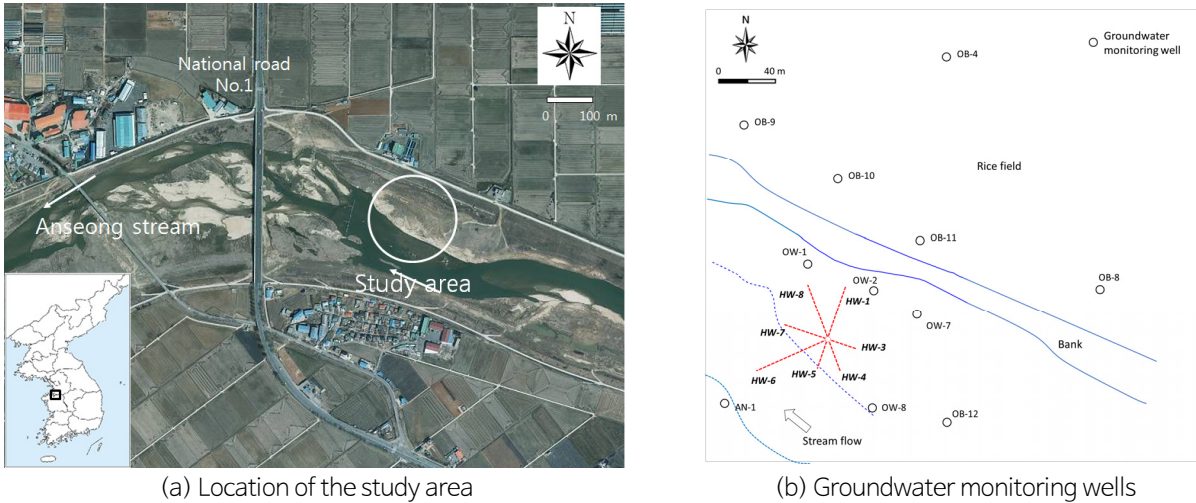 N
National road
No.1
0 100 m
Anseong stream
Study area
(a) Location of the study area
N
0 40 m
OB-4
Groundwater
monitoring well
OB-9
OB-10
Rice field
OB-11
OW-1
OB-8
OW-2
HW-8
HW-1
OW-7
HW-7
HW-3
Bank
HW-5
HW-6
HW-4
AN-1
OW-8
OB-12
Stream flow
(b) Groundwater monitoring wells